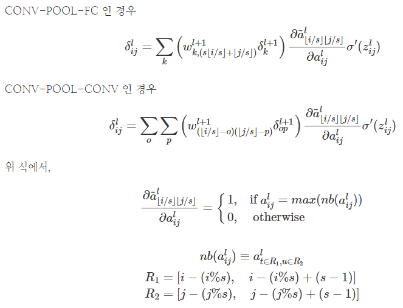 CONV-POOL-FC 인 경우
$$\delta^l_{ij} = \sum_k \left( w^{l+1}_{k,(s\lfloor i/s \rfloor + \lfloor j/s \rfloor)} \delta^{l+1}_k \right) \frac{\partial \bar{a}^l_{\lfloor i/s \rfloor \lfloor j/s \rfloor}}{\partial a^l_{ij}} \sigma'(z^l_{ij})$$
CONV-POOL-CONV 인 경우
$$\delta^l_{ij} = \sum_o \sum_p \left( w^{l+1}_{(\lfloor i/s \rfloor - o)(\lfloor j/s \rfloor - p)} \delta^{l+1}_{op} \right) \frac{\partial \bar{a}^l_{\lfloor i/s \rfloor \lfloor j/s \rfloor}}{\partial a^l_{ij}} \sigma'(z^l_{ij})$$
위 식에서,
$$\frac{\partial \bar{a}^l_{\lfloor i/s \rfloor \lfloor j/s \rfloor}}{\partial a^l_{ij}} = \begin{cases} 1, & \text{if } a^l_{ij} = max(nb(a^l_{ij})) \\ 0, & \text{otherwise} \end{cases}$$
$$nb(a^l_{ij}) \equiv a^l_{t \in R_1, u \in R_2}$$
$$R_1 = [i - (i\%s), \quad i - (i\%s) + (s-1)]$$
$$R_2 = [j - (j\%s), \quad j - (j\%s) + (s-1)]$$